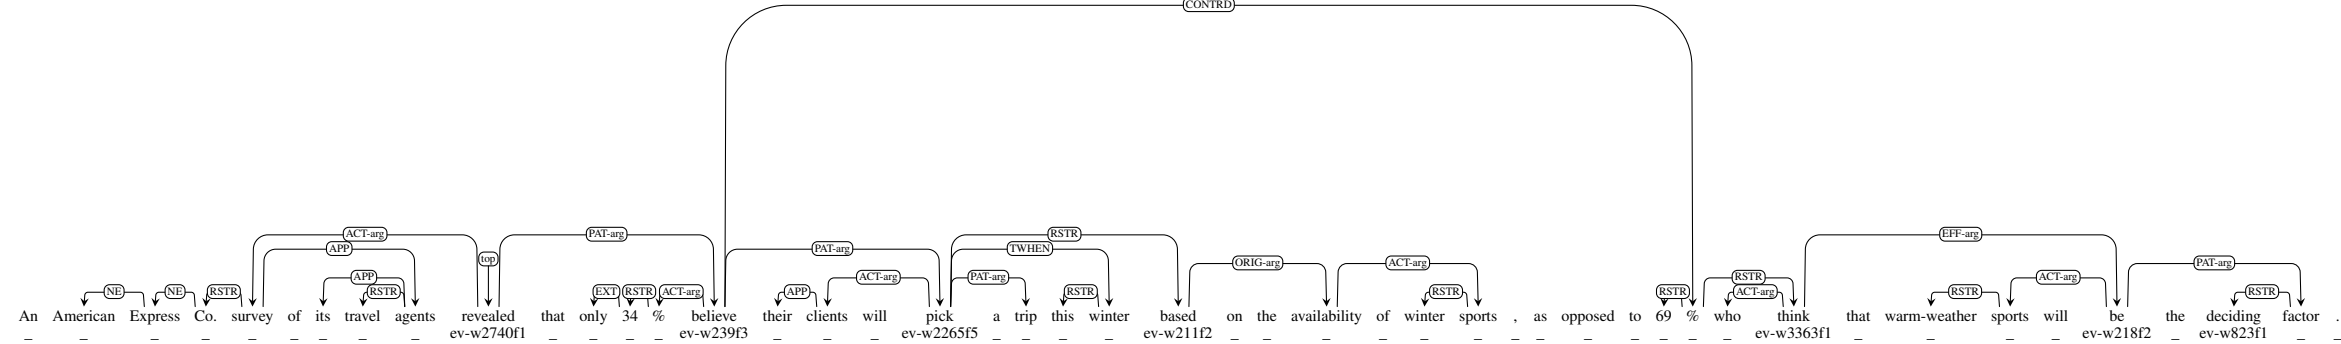 CONTRD
ACT-arg PAT-arg RSTR EFF-arg
APP PAT-arg TWHEN
top ORIG-arg ACT-arg PAT-arg
APP ACT-arg PAT-arg RSTR ACT-arg
NE NE RSTR RSTR EXT RSTR ACT-arg APP RSTR RSTR RSTR ACT-arg RSTR RSTR
An American Express Co. survey of its travel agents revealed that only 34 % believe their clients will pick a trip this winter based on the availability of winter sports , as opposed to 69 % who think that warm-weather sports will be the deciding factor .
_ _ _ _ _ _ _ _ _ ev-w2740f1 _ _ _ _ ev-w239f3 _ _ _ ev-w2265f5 _ _ _ _ ev-w211f2 _ _ _ _ _ _ _ _ _ _ _ _ _ ev-w3363f1 _ _ _ _ ev-w218f2 _ ev-w823f1 _ _